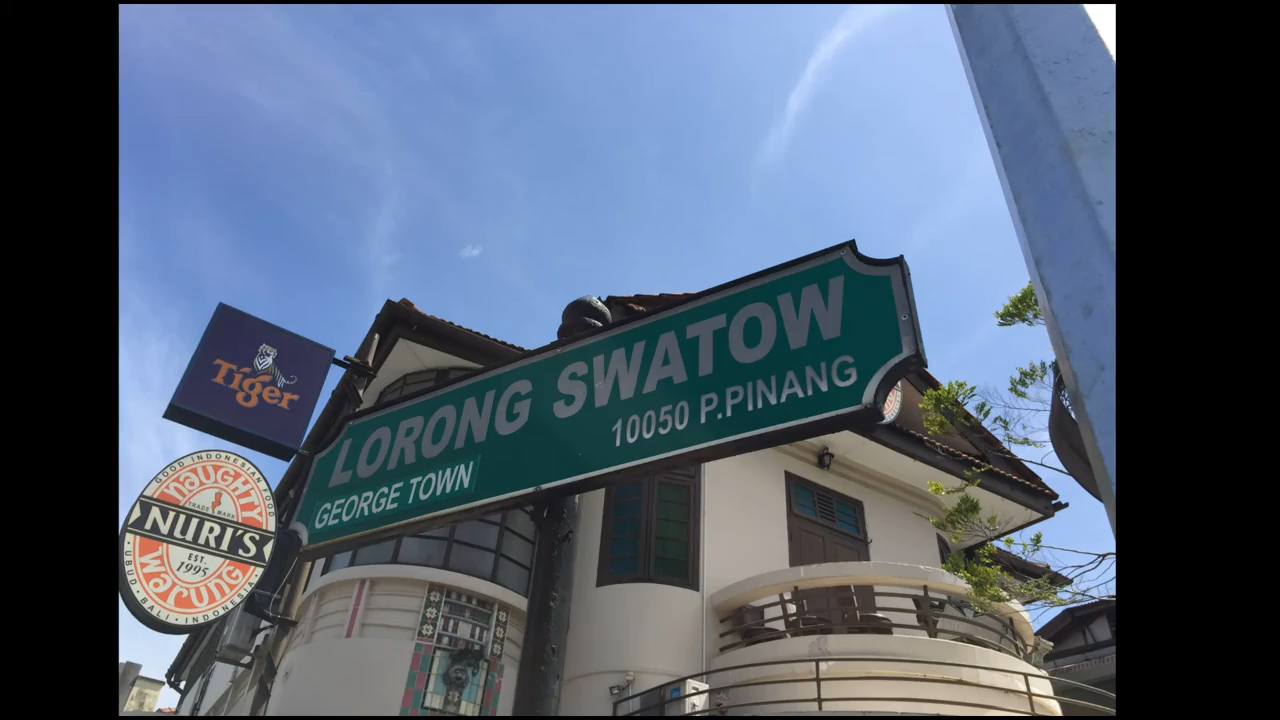 LORONG SWATOW
10050 P.PINANG
GEORGE TOWN
Tiger
GOOD INDONESIAN FOOD
NAUGHTY
TRADE MARK
NURI'S
EST.
1995
WARUNG
UBUD · BALI · INDONESIA